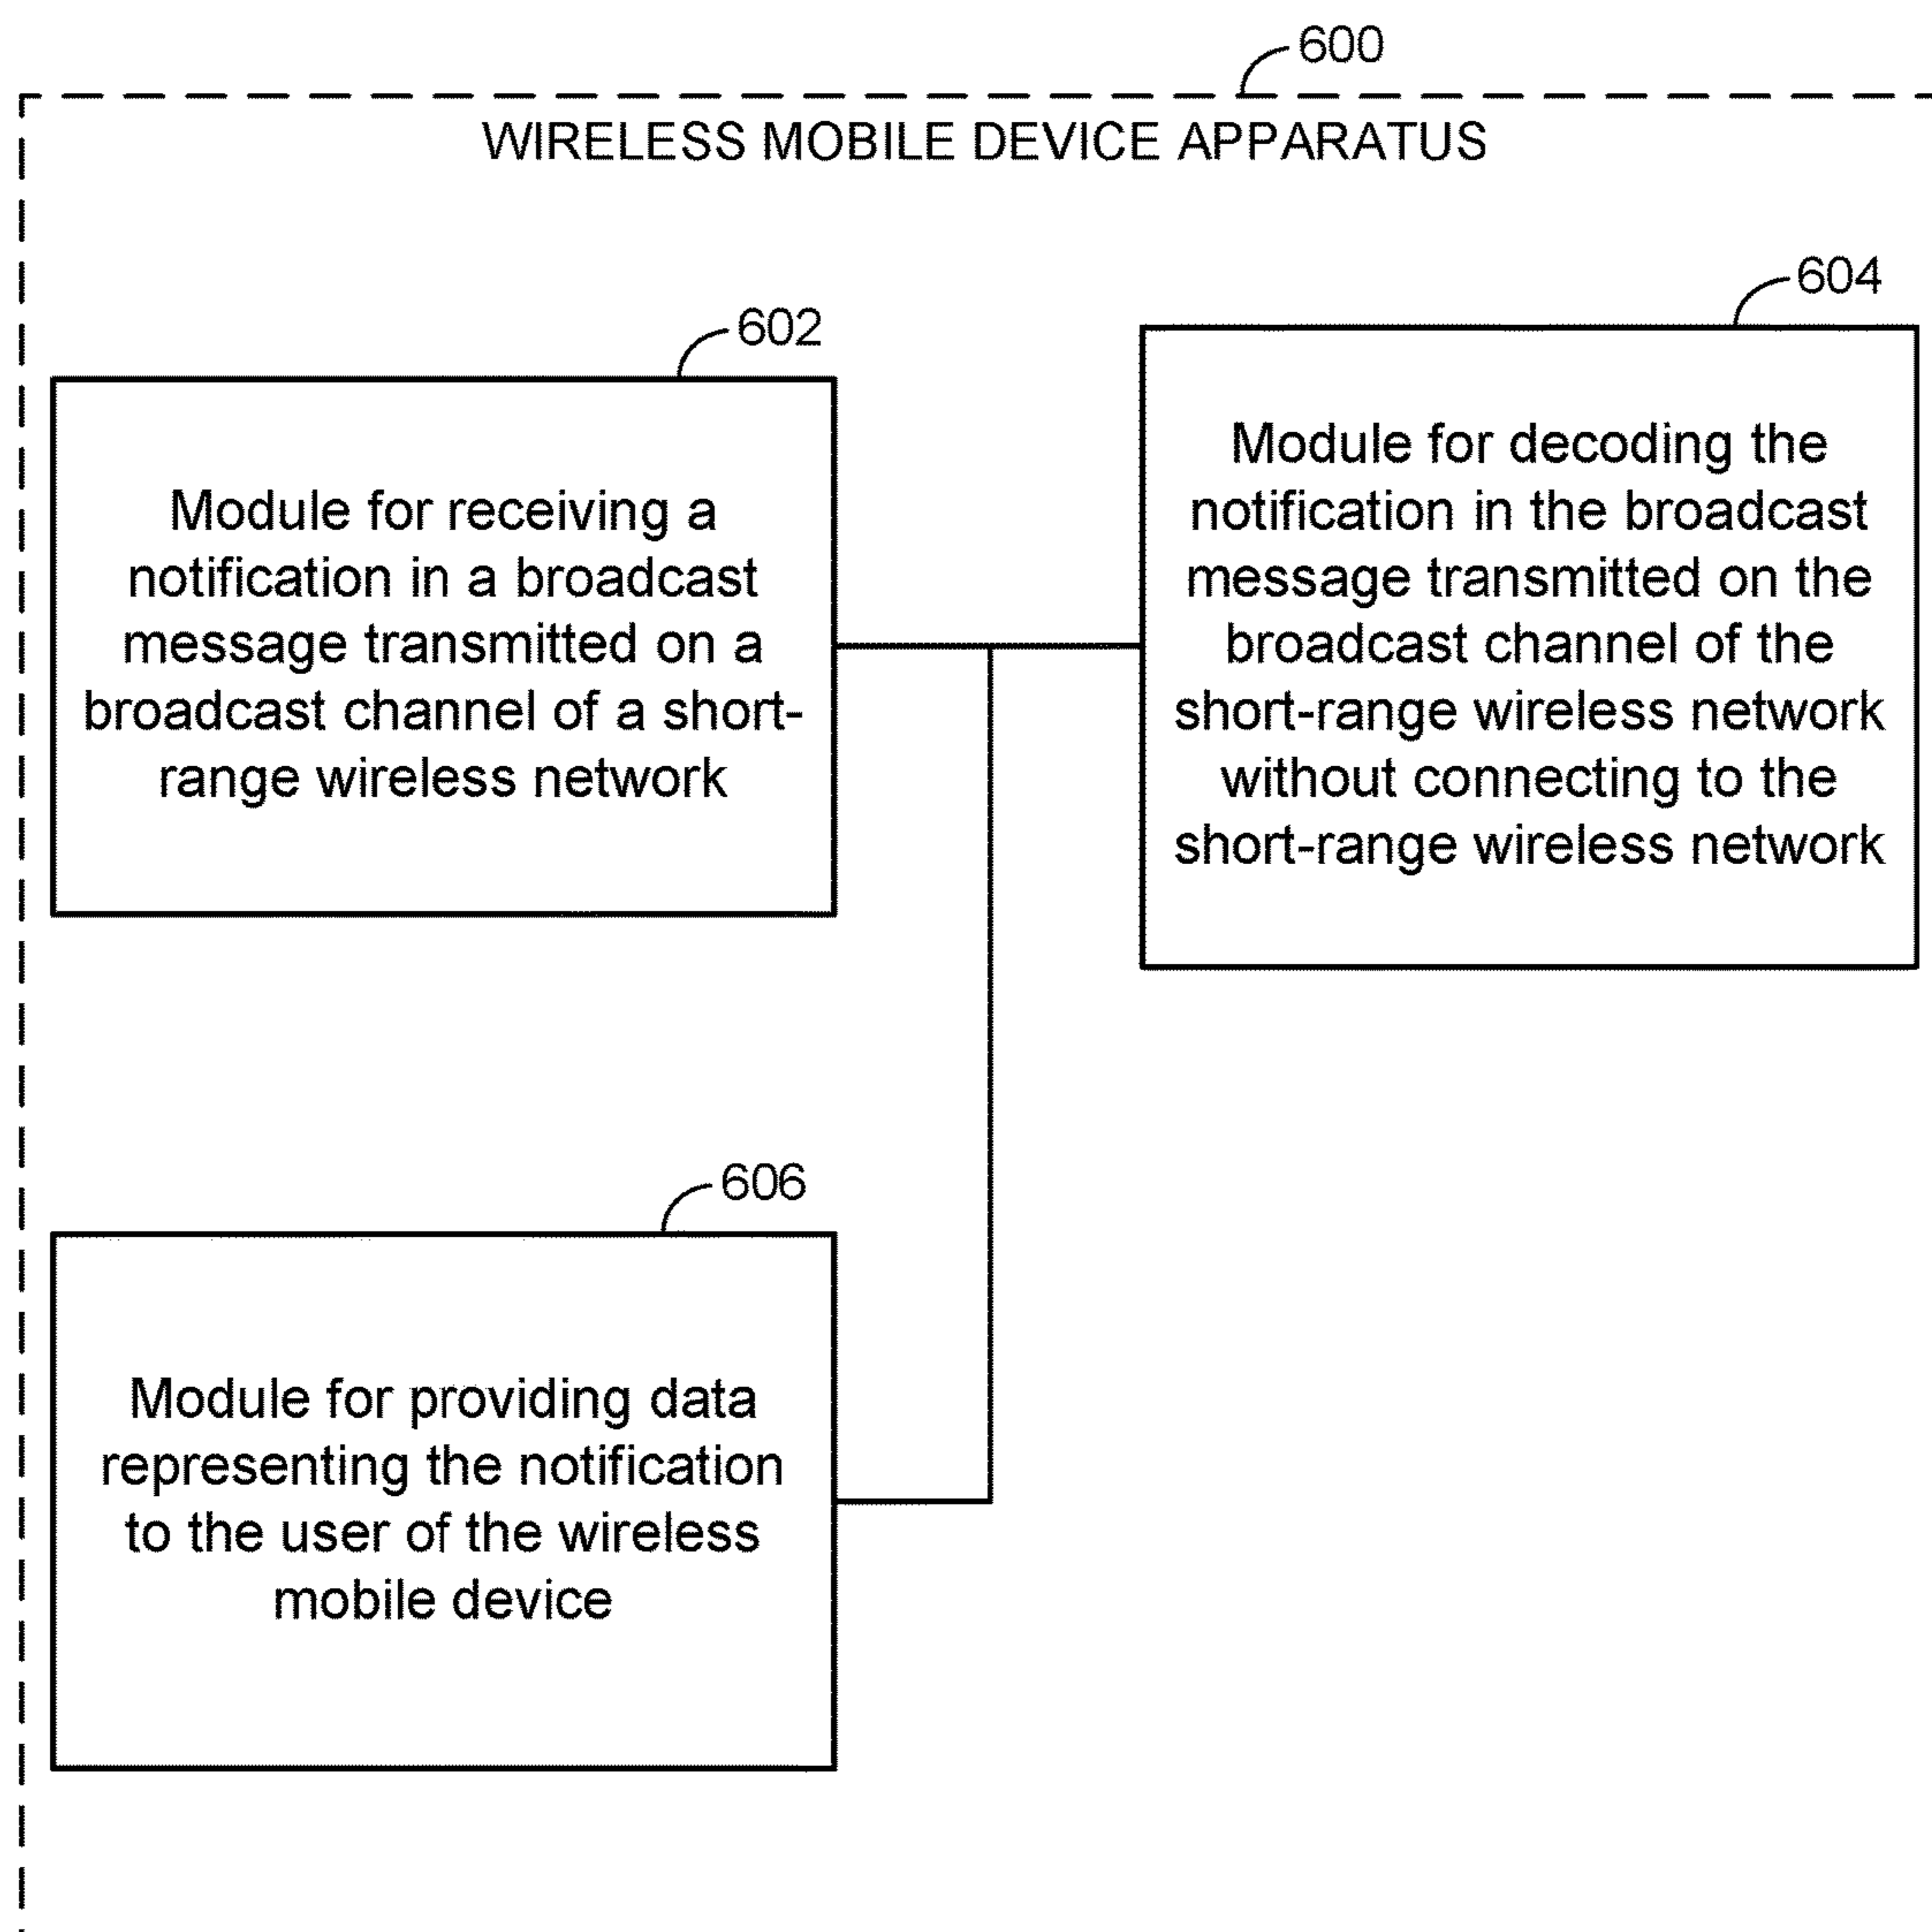 600
WIRELESS MOBILE DEVICE APPARATUS
602
Module for receiving a
notification in a broadcast
message transmitted on a
broadcast channel of a short-
range wireless network
604
Module for decoding the
notification in the broadcast
message transmitted on the
broadcast channel of the
short-range wireless network
without connecting to the
short-range wireless network
606
Module for providing data
representing the notification
to the user of the wireless
mobile device